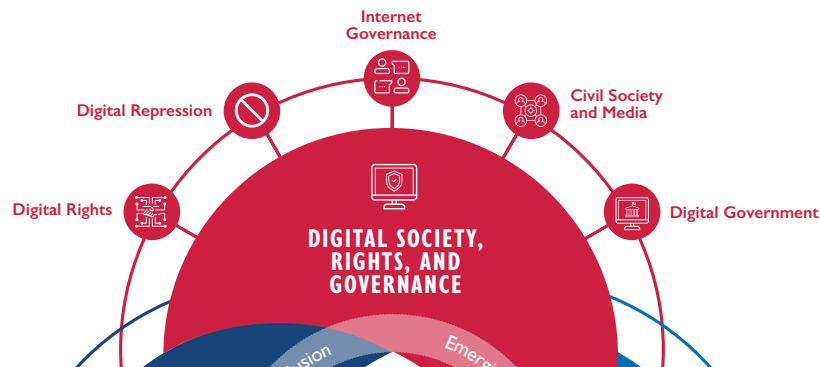 Internet
Governance
Digital Repression
Civil Society
and Media
Digital Rights
Digital Government
DIGITAL SOCIETY,
RIGHTS, AND
GOVERNANCE